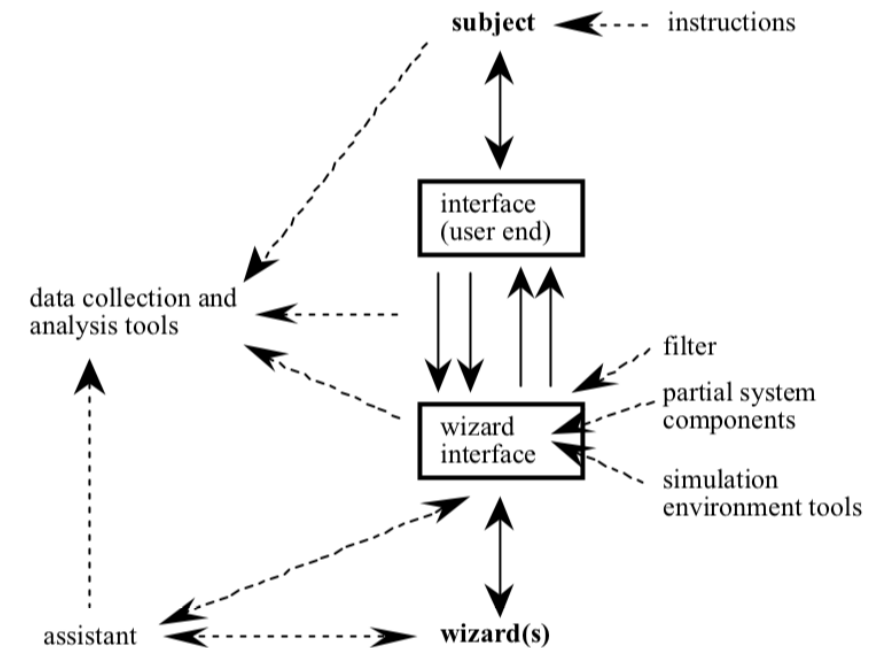 subject
instructions
interface
(user end)
data collection and
analysis tools
filter
partial system
components
wizard
interface
simulation
environment tools
assistant
wizard(s)